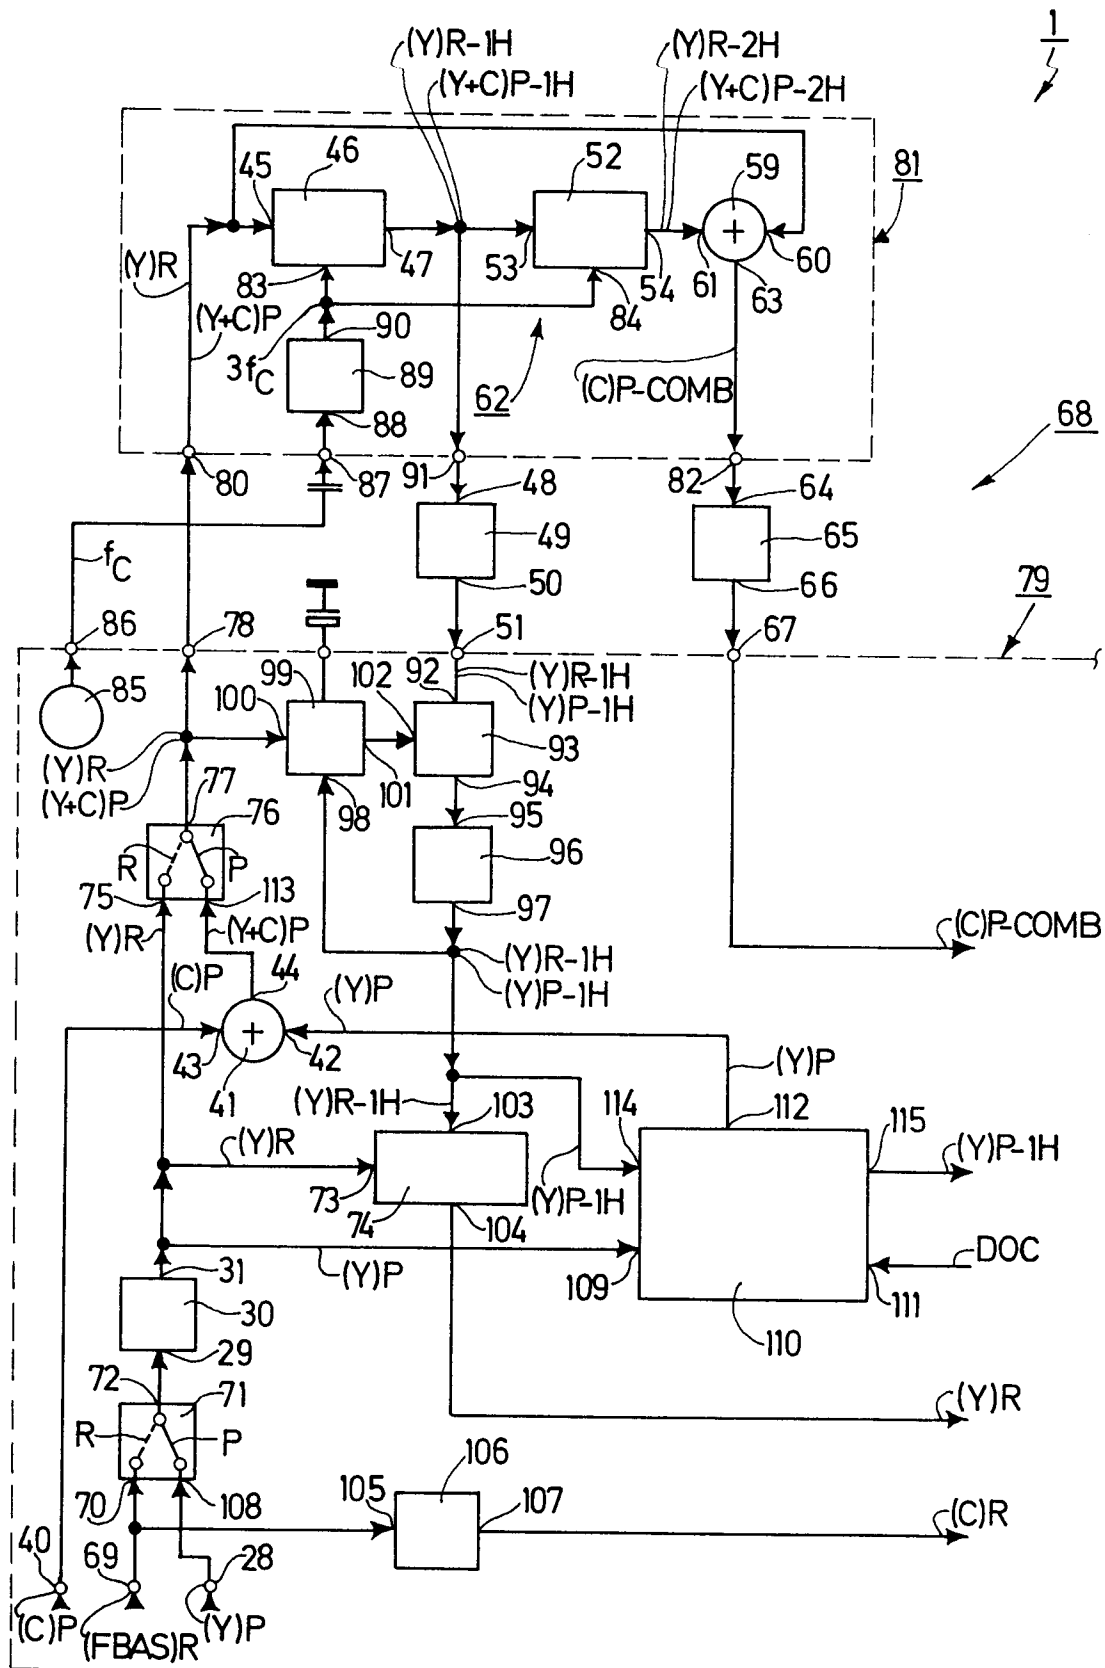 1
(Y)R-1H
(Y)R-2H
(Y+C)P-1H
(Y+C)P-2H
45
46
52
59
81
47
53
54
61
60
63
(Y)R
83
84
(Y+C)P
90
3fC
89
62
(C)P-COMB
88
68
80
87
91
82
48
64
49
65
fC
50
66
79
86
78
51
67
85
99
92
(Y)R-1H
(Y)P-1H
100
102
93
(Y)R
(Y+C)P
77
76
98
101
94
95
96
R
P
75
113
97
(Y)R
(Y+C)P
(C)P-COMB
(C)P
44
(Y)R-1H
(Y)P-1H
(Y)P
43
42
41
(Y)P
(Y)R-1H
103
114
112
115
(Y)R
(Y)P-1H
73
74
104
(Y)P-1H
31
(Y)P
109
DOC
111
30
110
29
72
71
R
P
(Y)R
70
108
106
105
107
(C)R
40
69
28
(C)P
(FBAS)R
(Y)P